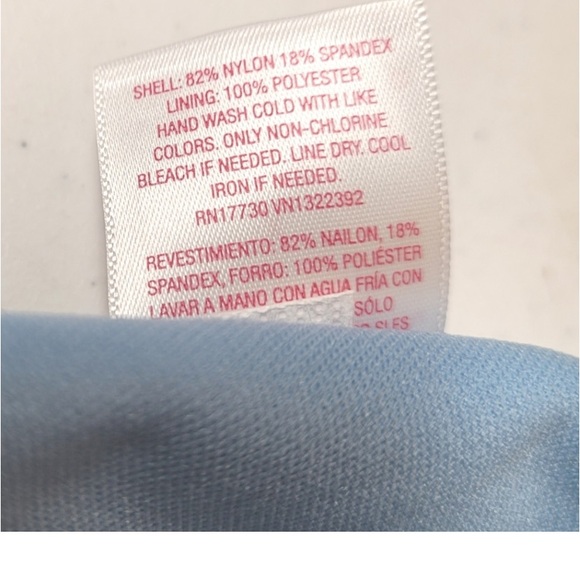 SHELL: 82% NYLON 18% SPANDEX
LINING: 100% POLYESTER
HAND WASH COLD WITH LIKE
COLORS. ONLY NON-CHLORINE
BLEACH IF NEEDED. LINE DRY. COOL
IRON IF NEEDED.
RN17730 VN1322392
REVESTIMIENTO: 82% NAILON, 18%
SPANDEX, FORRO: 100% POLIÉSTER
LAVAR A MANO CON AGUA FRÍA CON
SÓLO